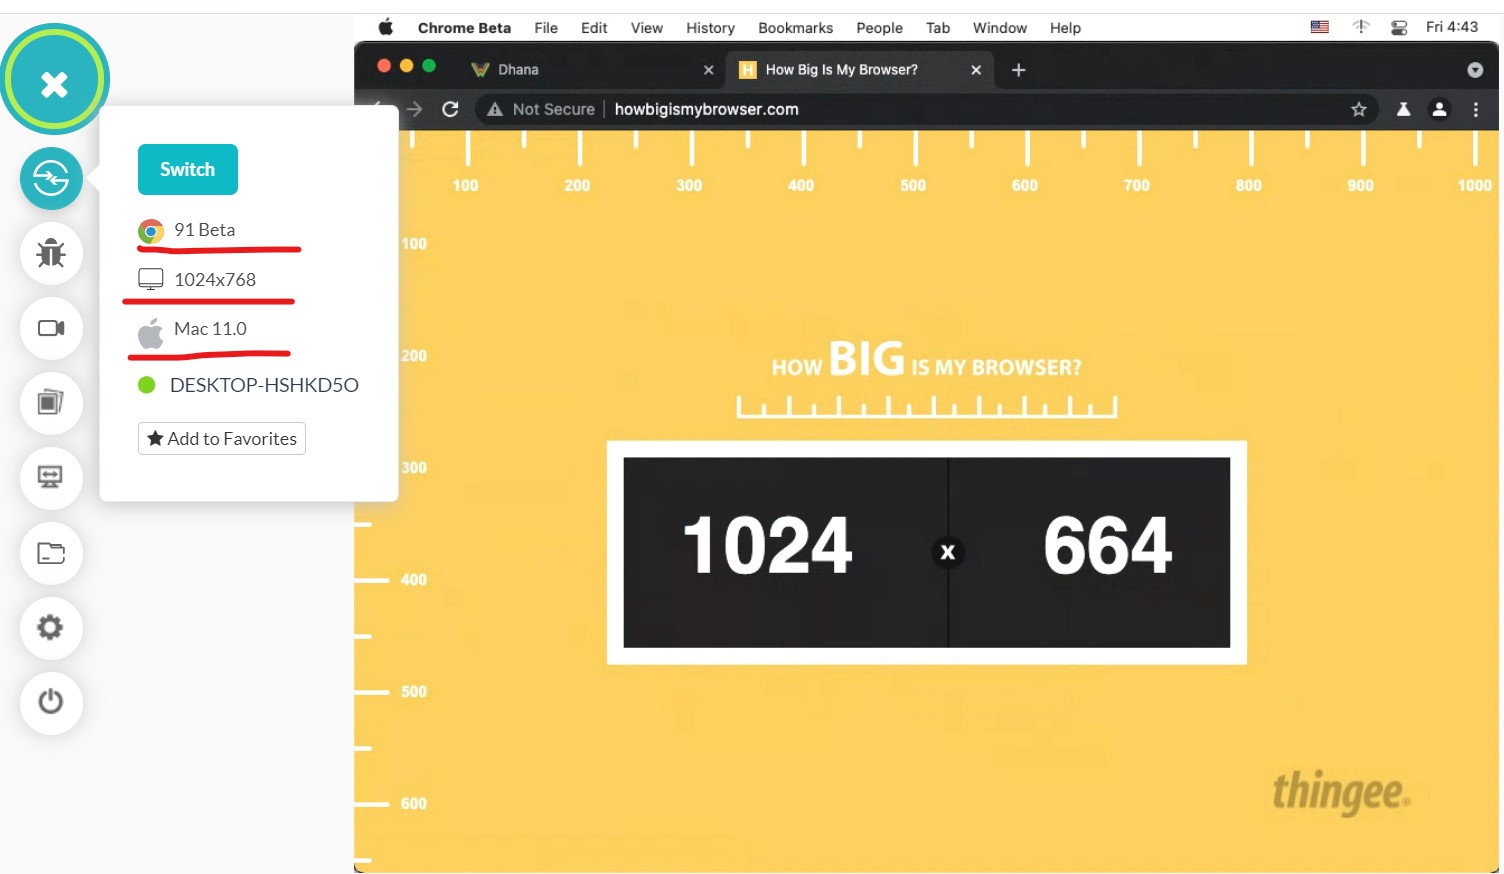 Chrome Beta File Edit View History Bookmarks People Tab Window Help Fri 4:43
Dhana
How Big Is My Browser?
Not Secure howbigismybrowser.com
Switch
91 Beta
1024x768
Mac 11.0
DESKTOP-HSHKD5O
Add to Favorites
100 200 300 400 500 600 700 800 900 1000
100
200
300
400
500
600
HOW BIG IS MY BROWSER?
1024 x 664
thingee